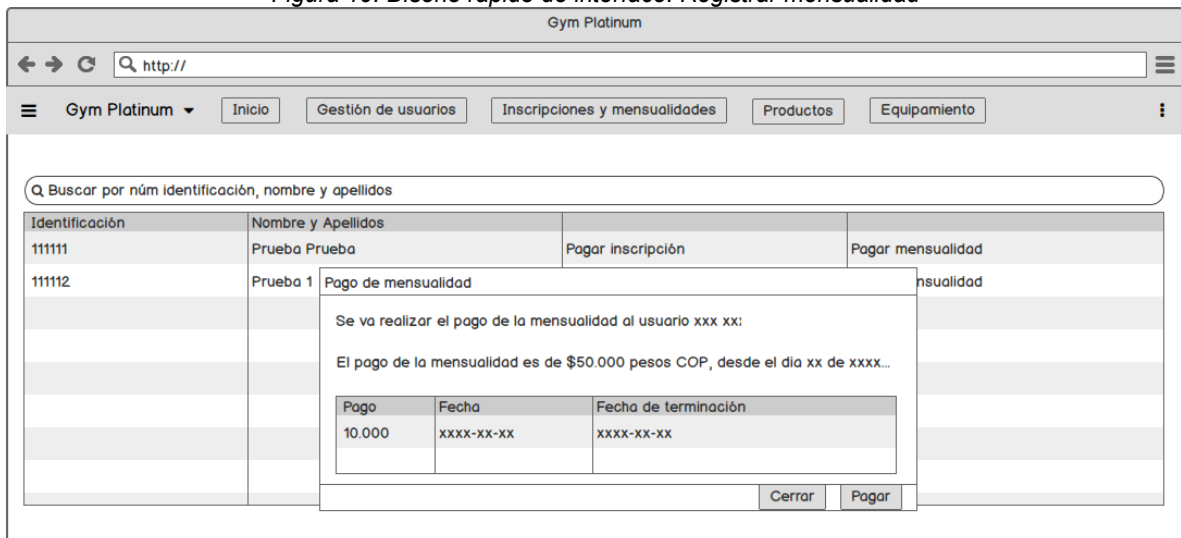 Gym Platinum
http://
Gym Platinum Inicio Gestión de usuarios Inscripciones y mensualidades Productos Equipamiento
Buscar por núm identificación, nombre y apellidos
Identificación Nombre y Apellidos
111111 Prueba Prueba Pagar inscripción Pagar mensualidad
111112 Prueba 1
Pago de mensualidad
Se va realizar el pago de la mensualidad al usuario xxx xx
El pago de la mensualidad es de $50.000 pesos COP, desde el dia xx de xxxx...
Pago Fecha Fecha de terminación
10.000 xxxx-xx-xx xxxx-xx-xx
Cerrar Pagar